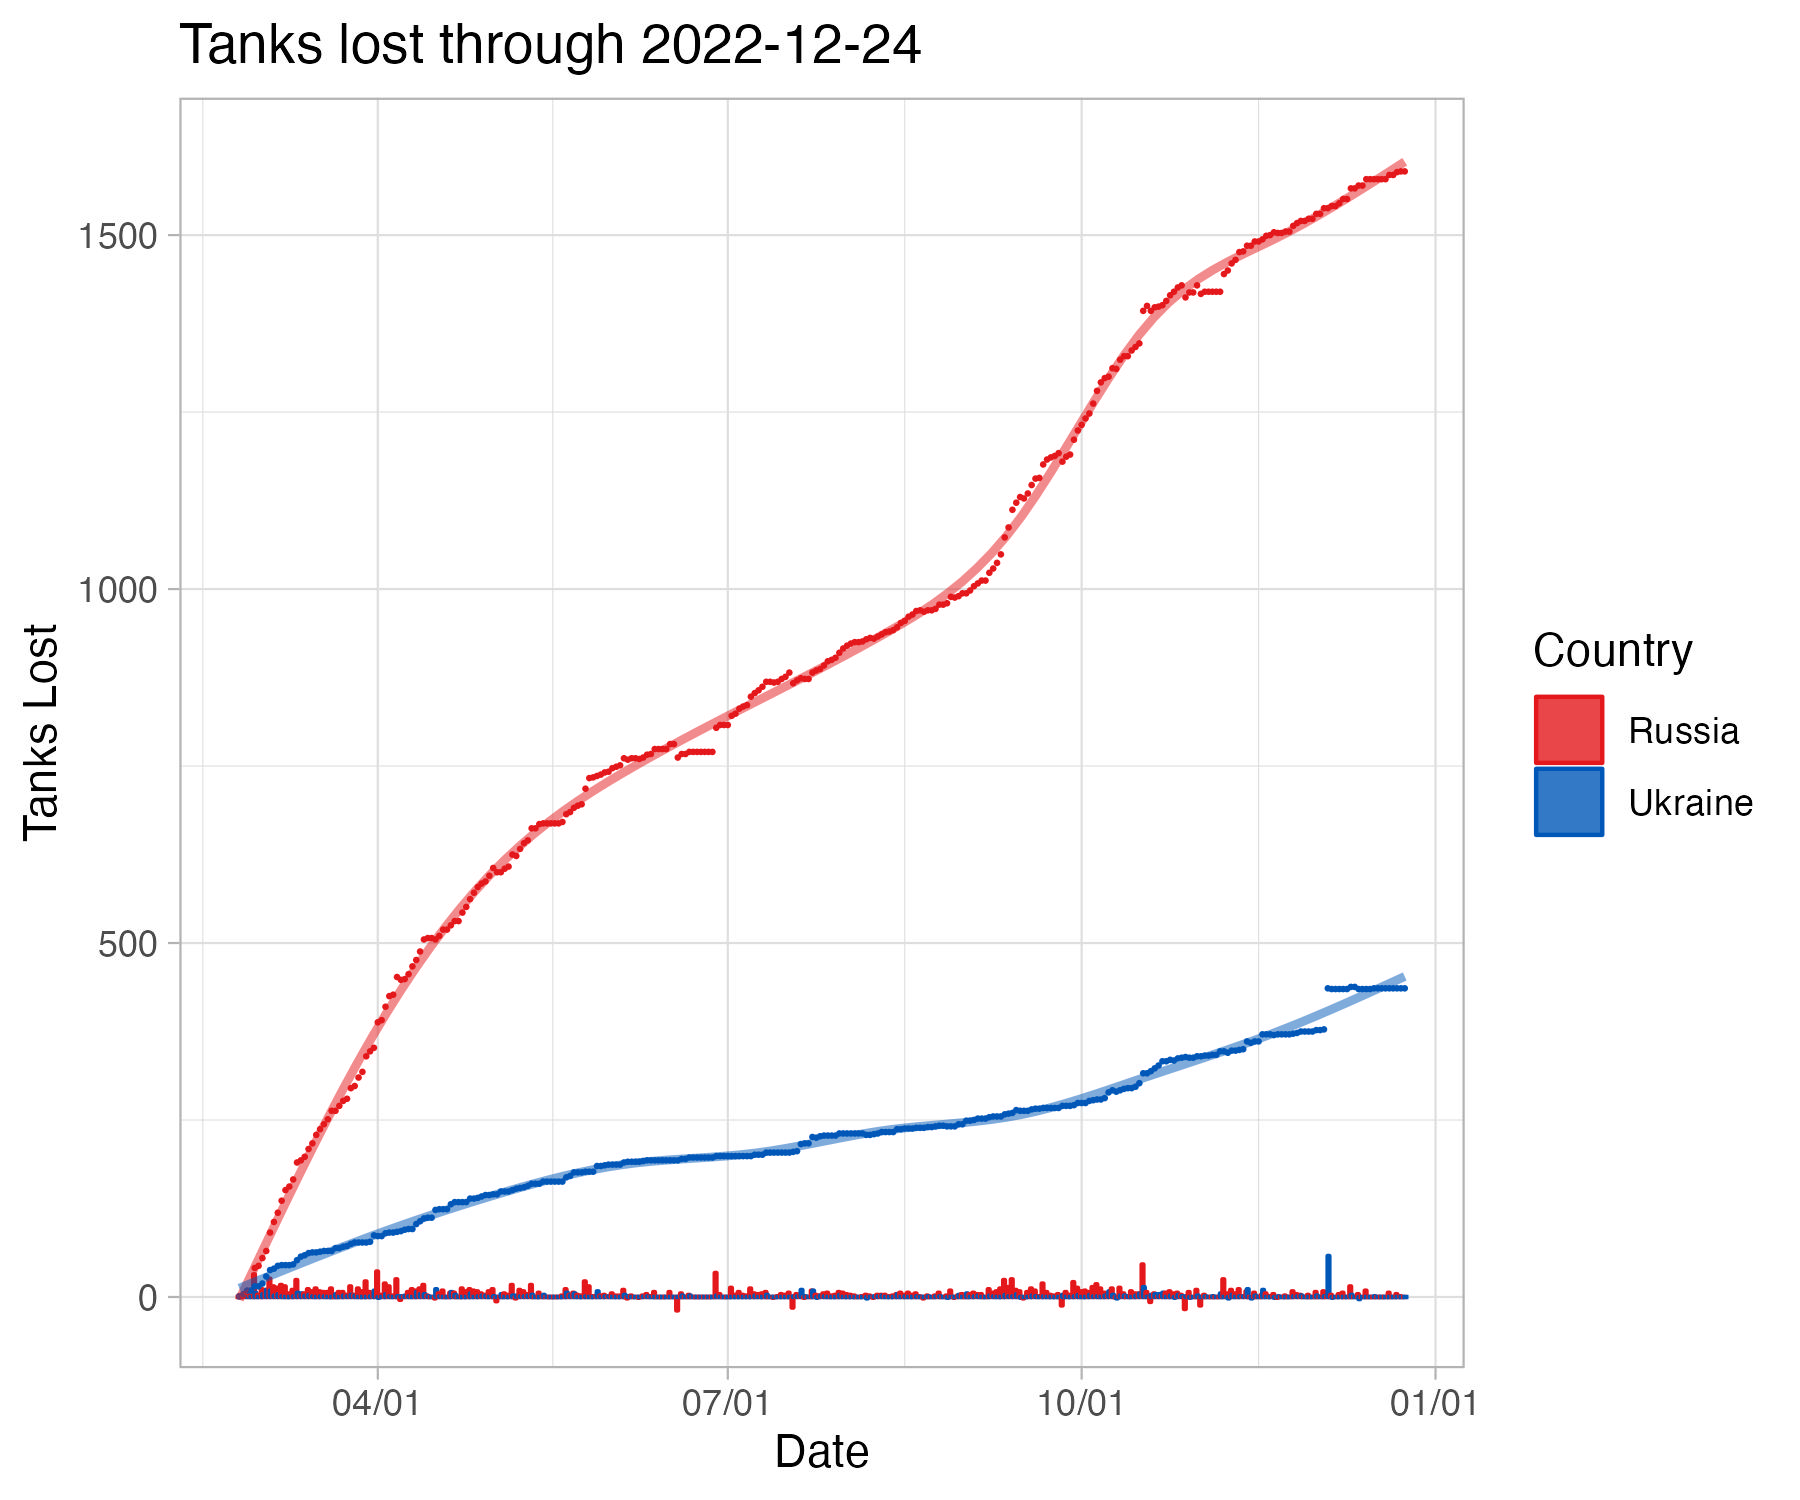 Tanks lost through 2022-12-24
Tanks Lost
1500
1000
500
0
04/01
07/01
10/01
01/01
Date
Country
Russia
Ukraine